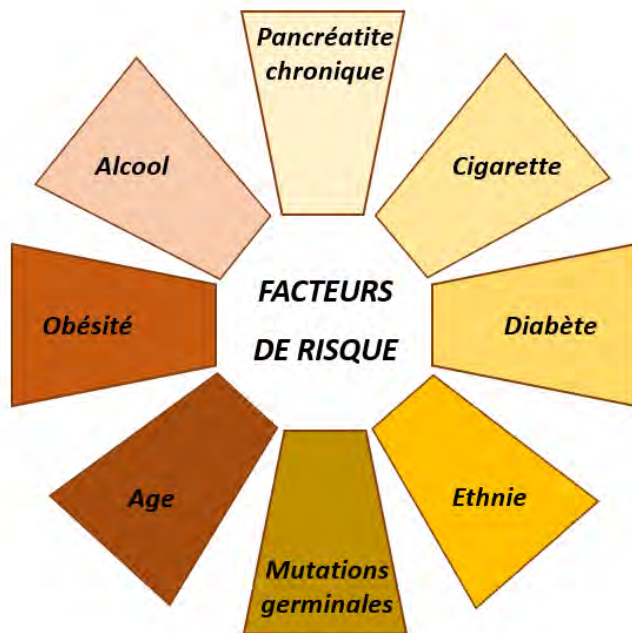 Pancréatite
chronique
Alcool
Cigarette
FACTEURS
DE RISQUE
Obésité
Diabète
Age
Ethnie
Mutations
germinales